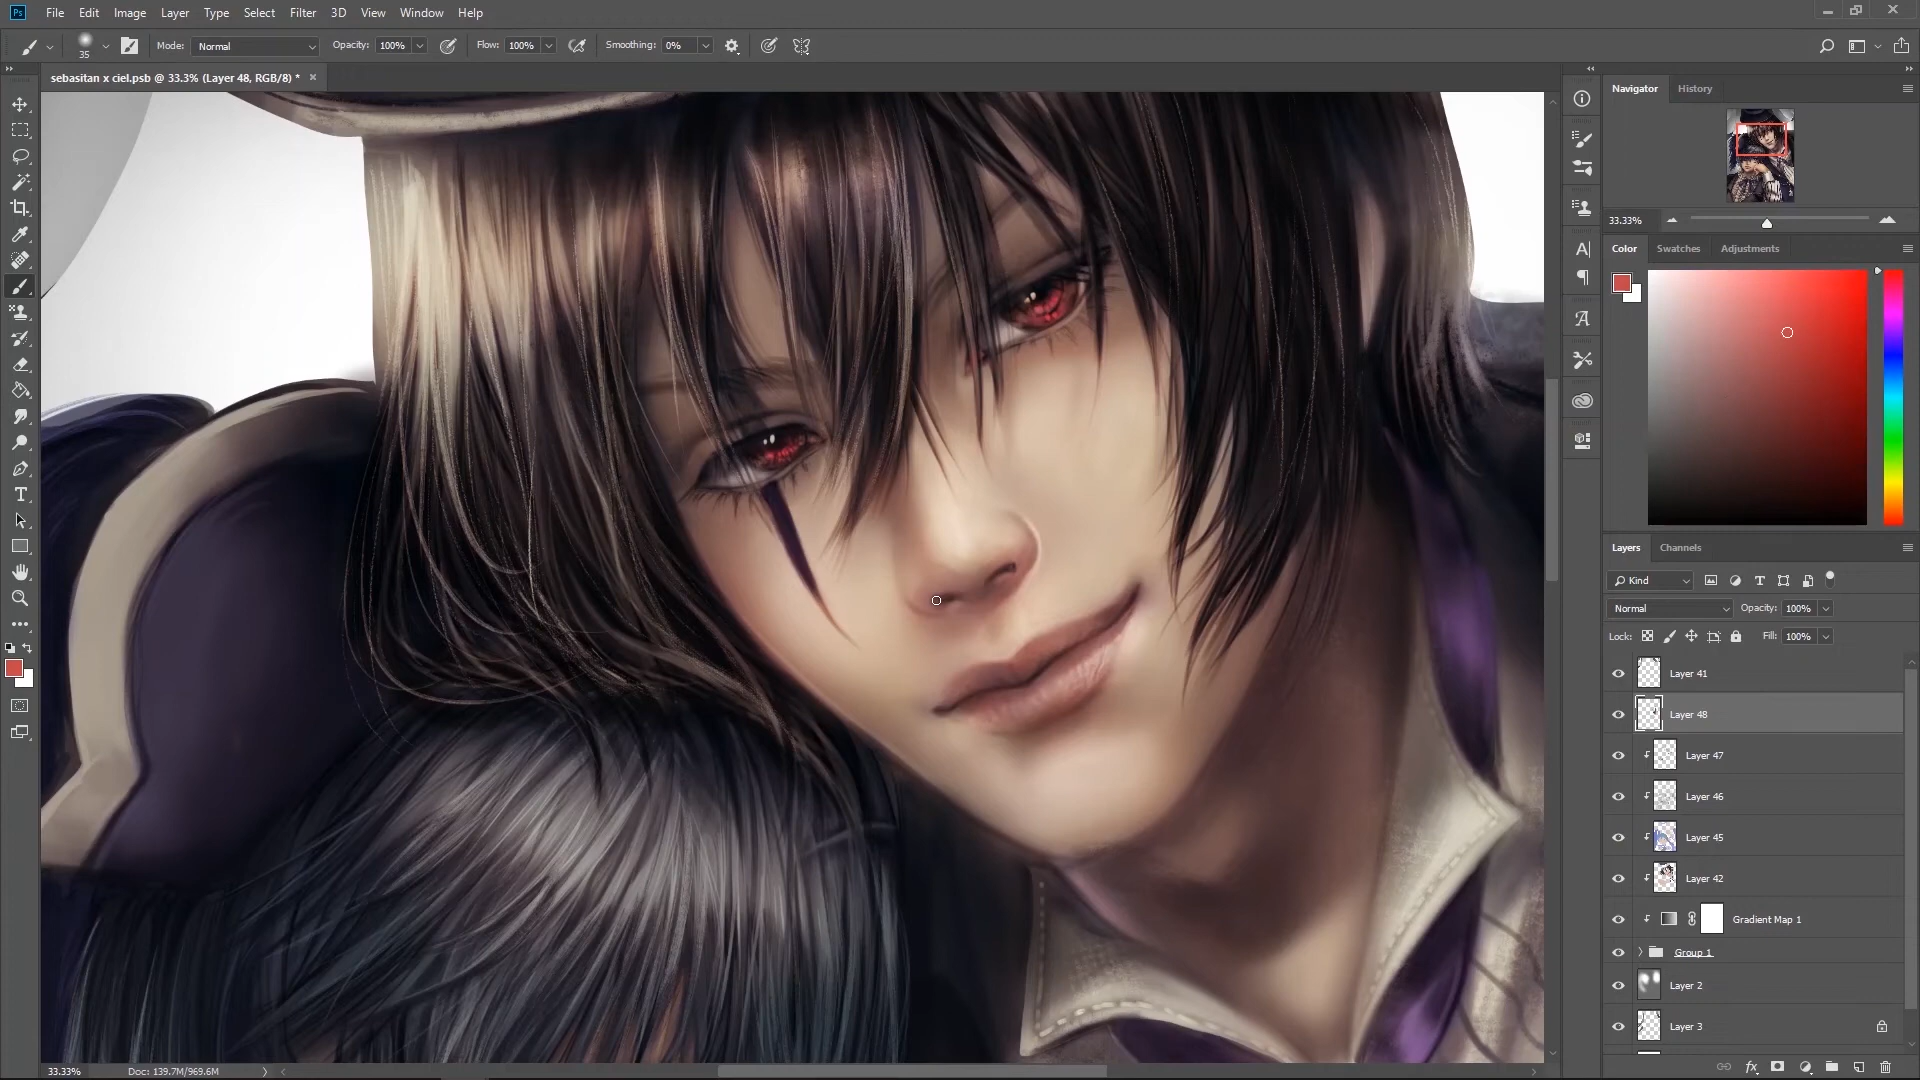 Ps File Edit Image Layer Type Select Filter 3D View Window Help
35 Mode: Normal Opacity: 100% Flow: 100% Smoothing: 0%
sebasitan x ciel.psb @ 33.3% (Layer 48, RGB/8) * ×
Navigator History
33.33%
Color Swatches Adjustments
Layers Channels
Kind
Normal Opacity: 100%
Lock: Fill: 100%
Layer 41
Layer 48
Layer 47
Layer 46
Layer 45
Layer 42
Gradient Map 1
Group 1
Layer 2
Layer 3
33.33% Doc: 139.7M/969.6M